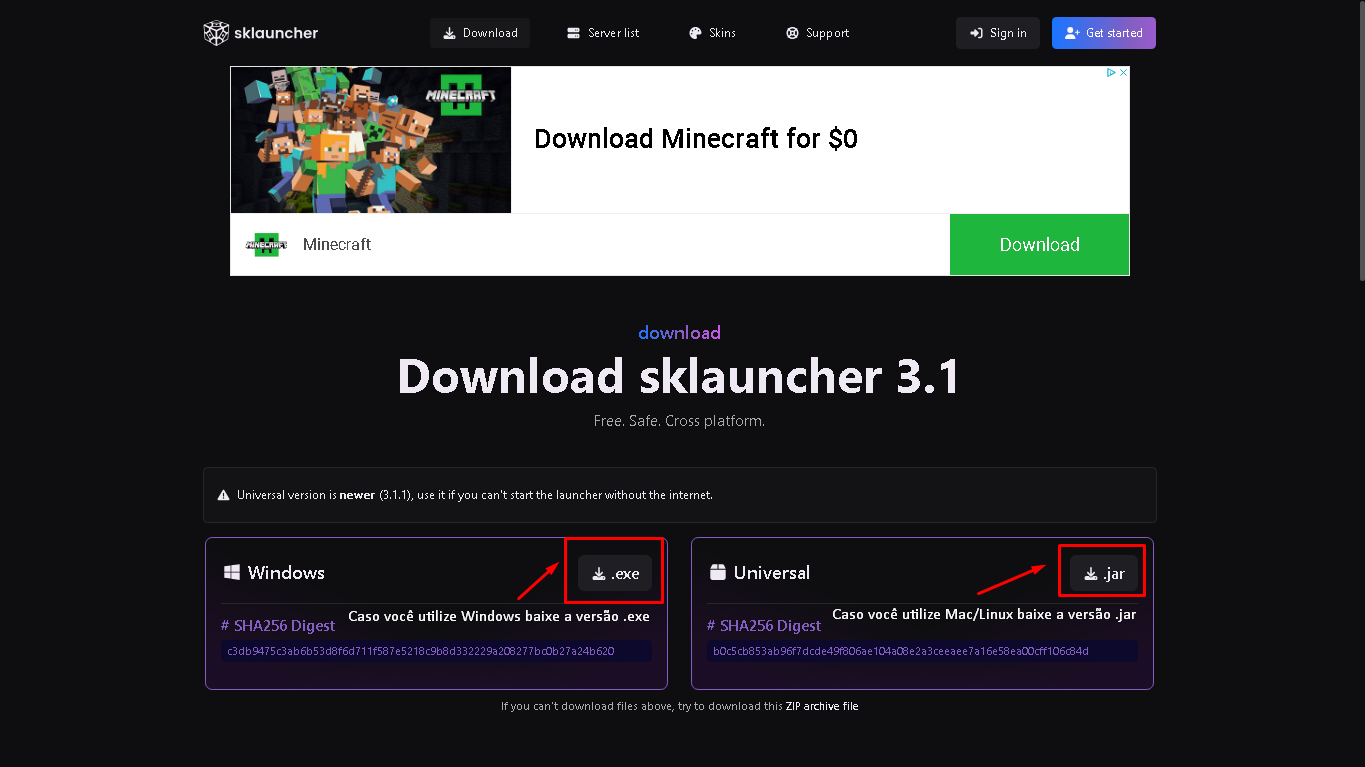 sklauncher
Download
Server list
Skins
Support
Sign in
Get started
MINECRAFT
Download Minecraft for $0
MINECRAFT
Minecraft
Download
download
Download sklauncher 3.1
Free. Safe. Cross platform.
Universal version is newer (3.1.1), use it if you can't start the launcher without the internet.
Windows
.exe
Caso você utilize Windows baixe a versão .exe
# SHA256 Digest
c3db9475c3ab6b53d8f6d711f587e5218c9b8d332229a208277bc0b27a24b620
Universal
.jar
Caso você utilize Mac/Linux baixe a versão .jar
# SHA256 Digest
b0c5cb853ab96f7dcde49f806ae104a08e2a3ceeaee7a16e58ea00cff106c84d
If you can't download files above, try to download this ZIP archive file